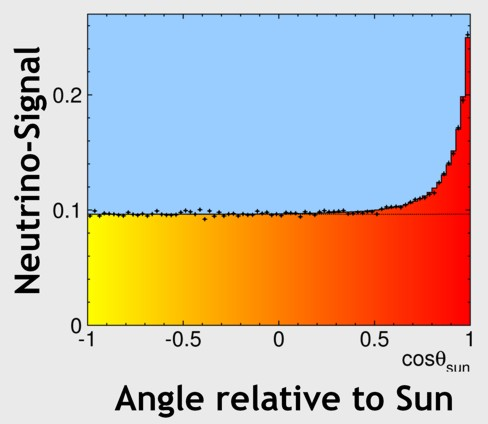 Neutrino-Signal
0.2
0.1
0
-1
-0.5
0
0.5
1
cosθsun
Angle relative to Sun